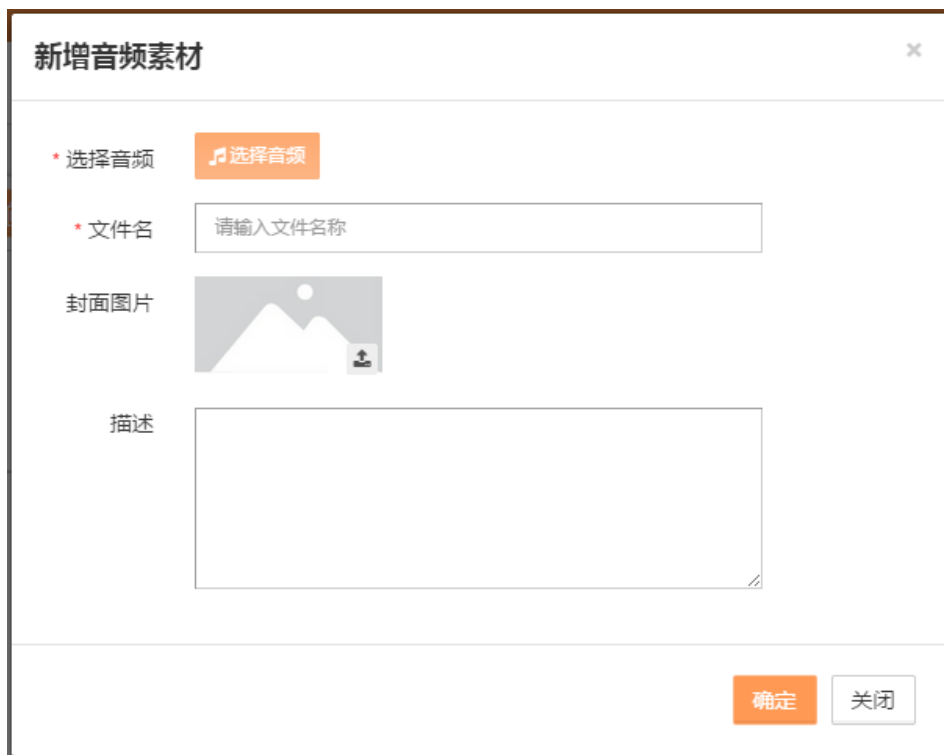 新增音频素材 ×
* 选择音频 选择音频
* 文件名 请输入文件名称
封面图片
描述
确定 关闭